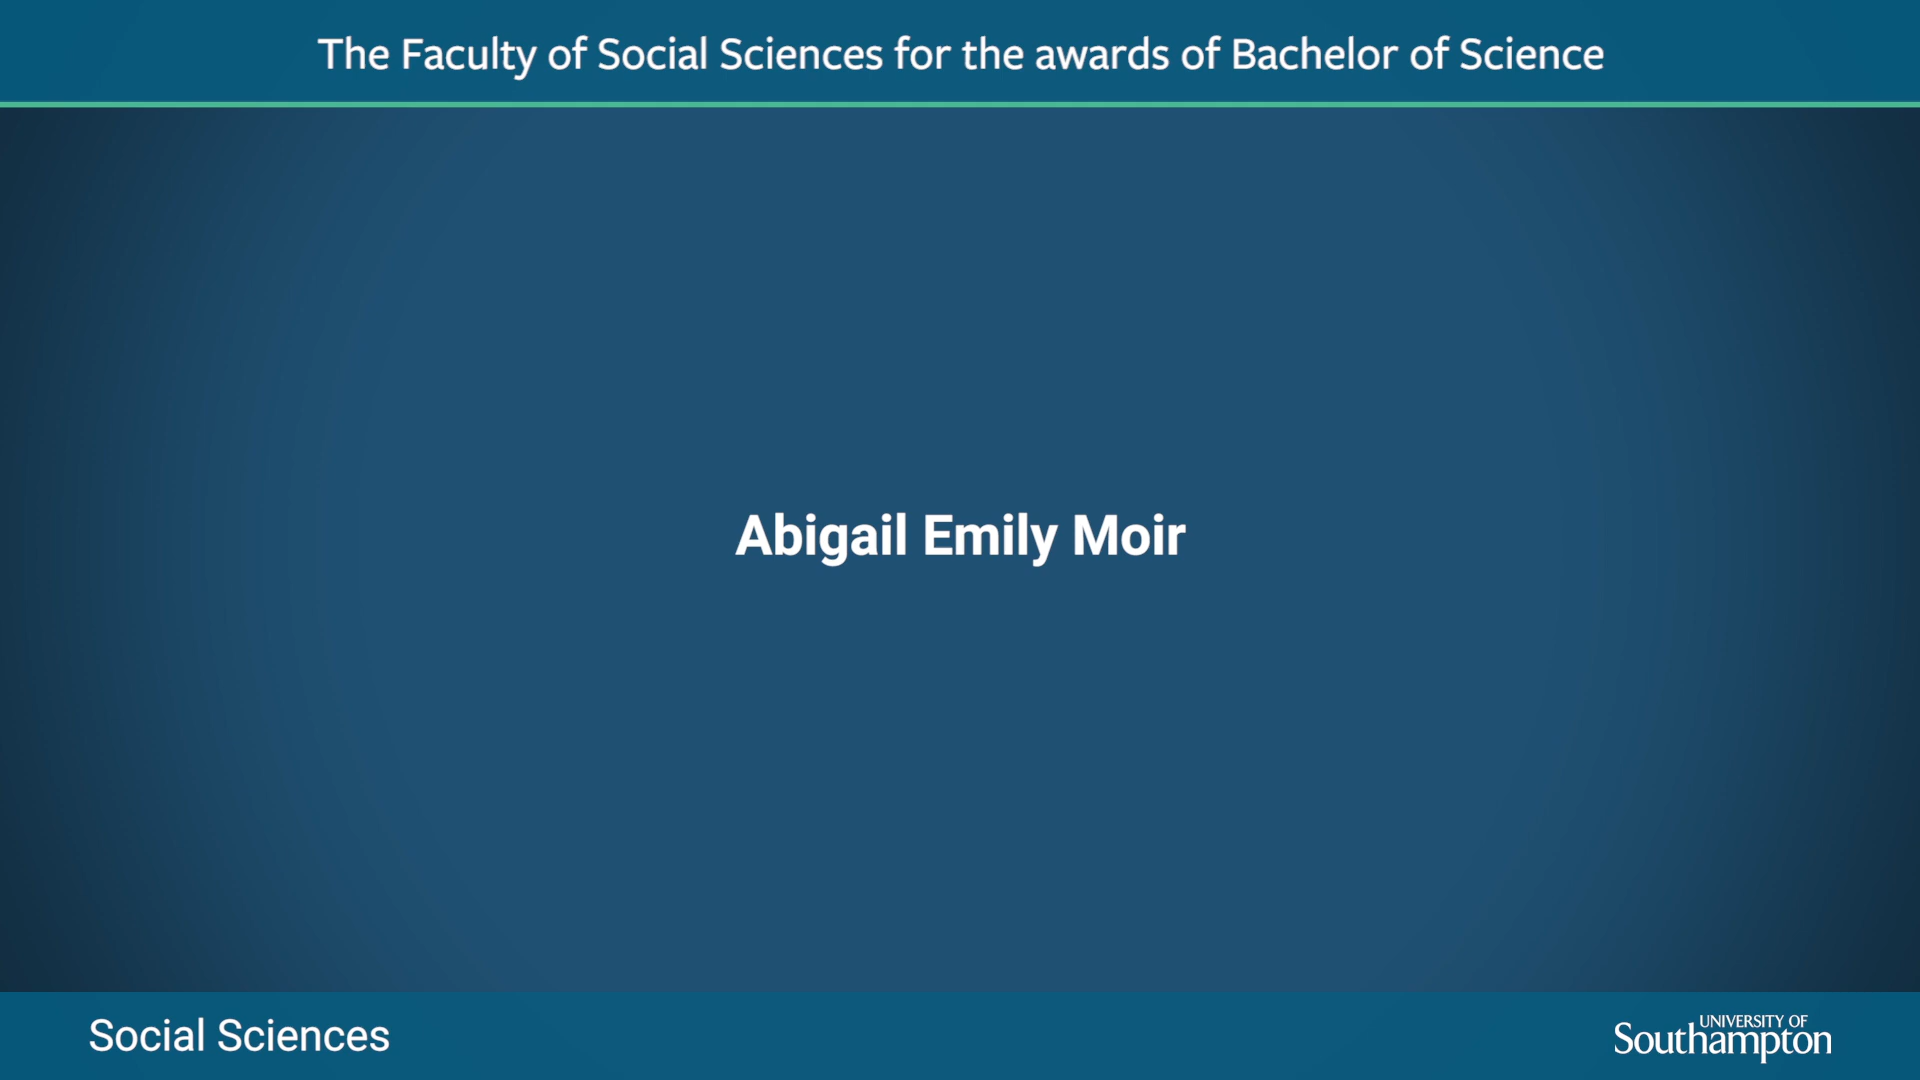 The Faculty of Social Sciences for the awards of Bachelor of Science
Abigail Emily Moir
Social Sciences
UNIVERSITY OF
Southampton